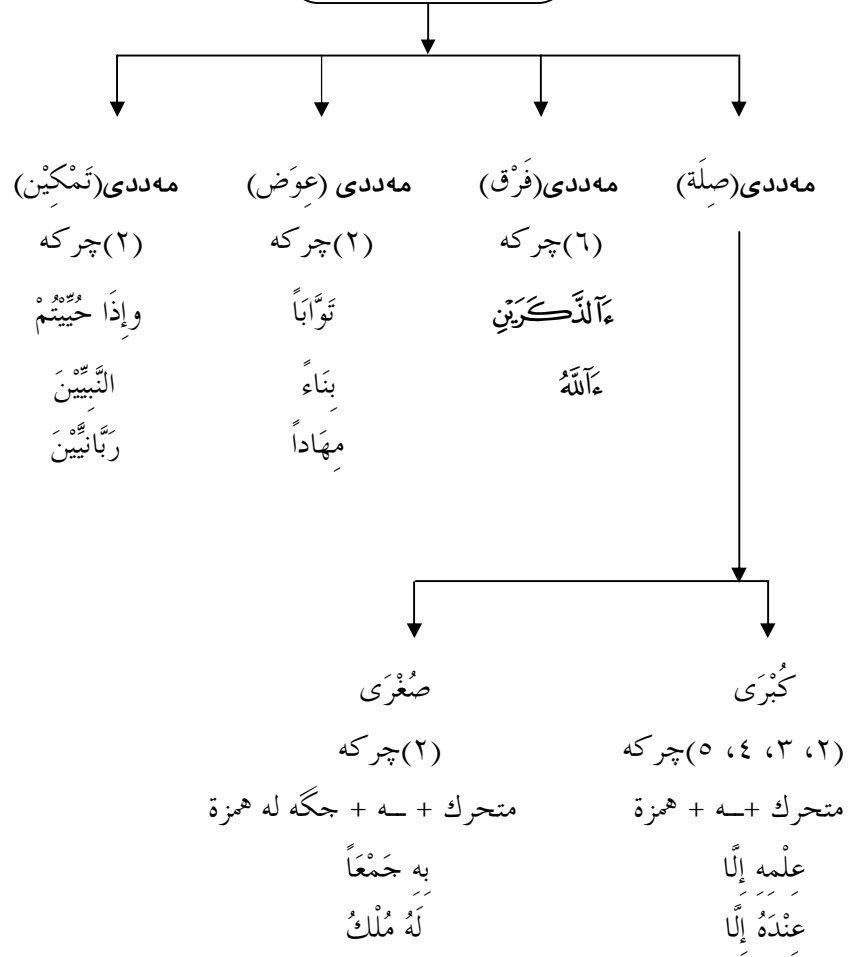 مەددی(صِلَة)
مەددی(فَرْق)
(٦)چركه
ءَآلذَّكَرَيْنِ
ءَآللَّهُ
مەددی (عِوَض)
(٢)چركه
تَوَّابَاً
بِنَاءً
مِهَاداً
مەددی(تَمْكِيْن)
(٢)چركه
وإِذَا حُيِّيْتُمْ
النَّبِيِّيْنَ
رَبَّانِيِّيْنَ
كُبْرَى
(٢، ٣، ٤، ٥)چركه
متحرك +ـه + همزة
عِلْمِهِ إِلَّا
عِنْدَهُ إِلَّا
صُغْرَى
(٢)چركه
متحرك + ـه + جگه له همزة
بِهِ جَمْعَاً
لَهُ مُلْكُ